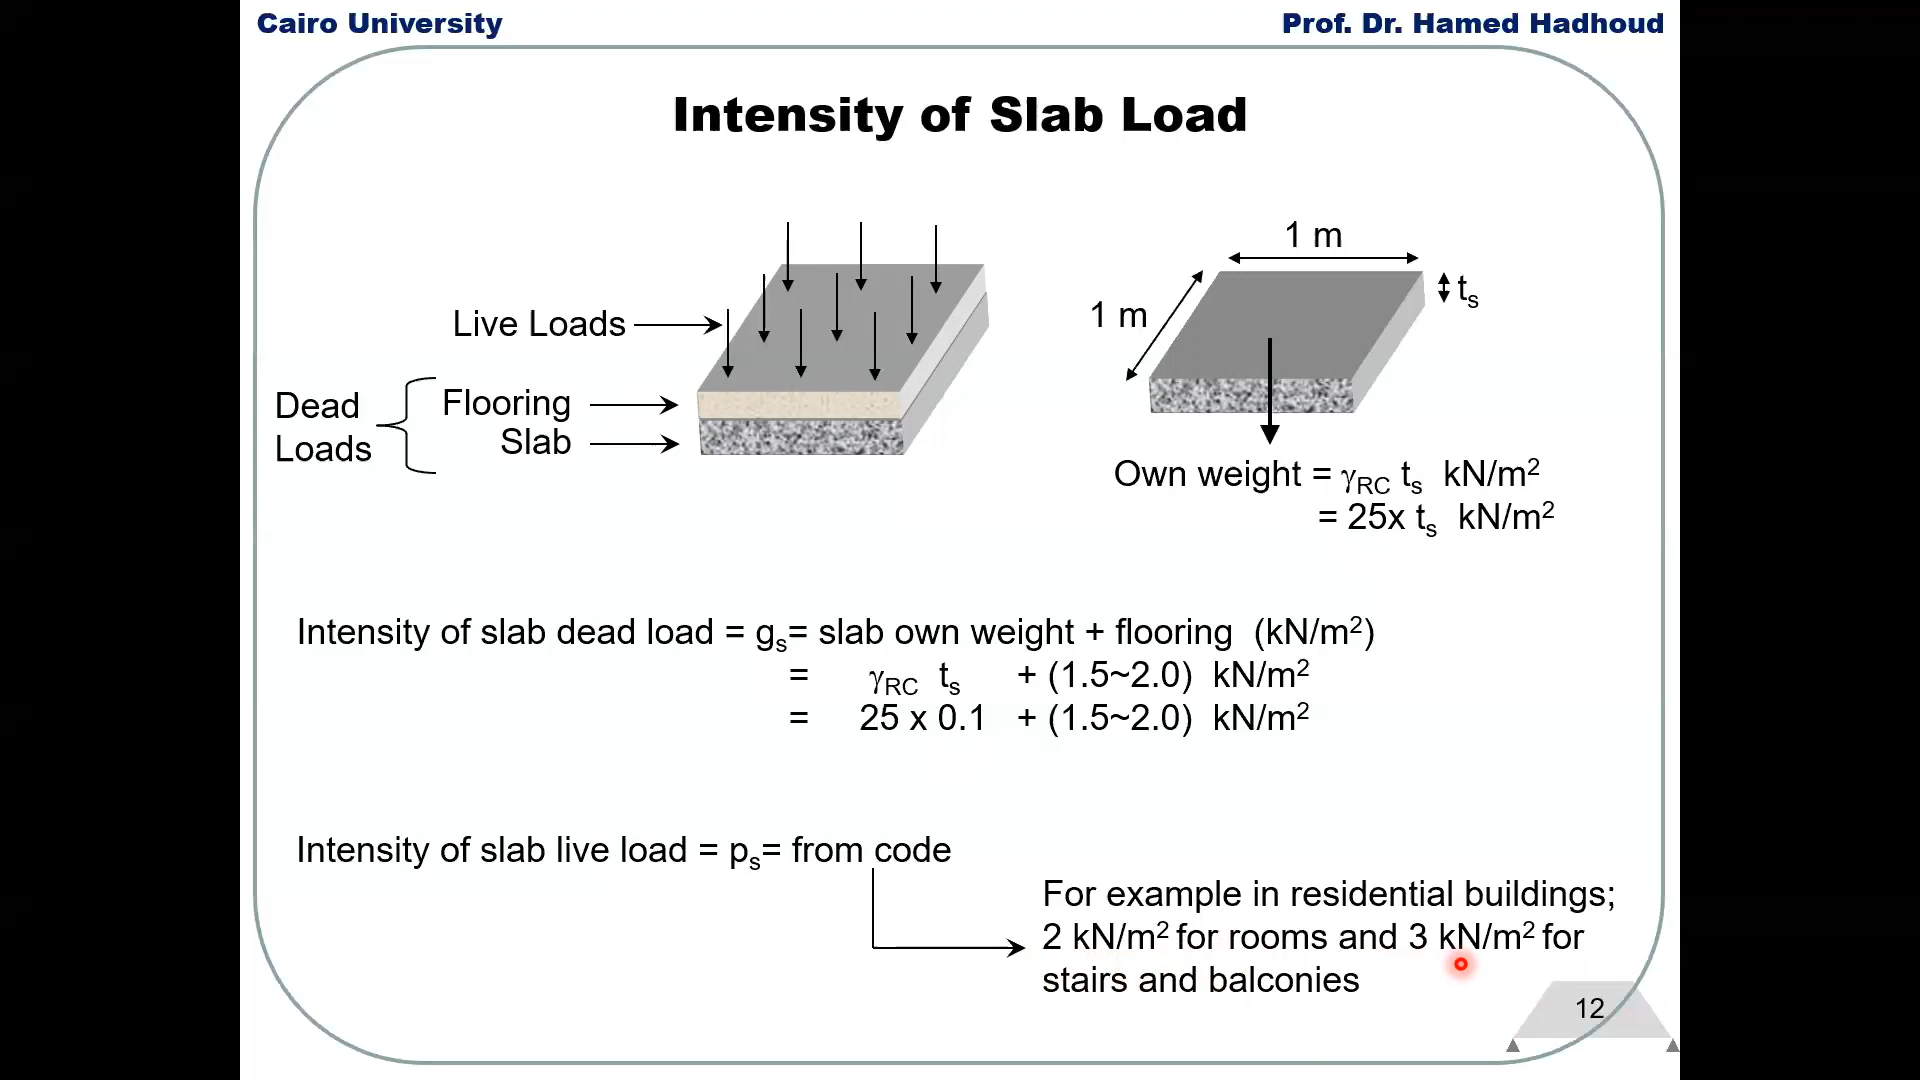 Cairo University
Prof. Dr. Hamed Hadhoud
Intensity of Slab Load
Live Loads
Dead Loads
Flooring
Slab
1 m
1 m
tₛ
Own weight = γRC tₛ kN/m²
= 25x tₛ kN/m²
Intensity of slab dead load = gₛ= slab own weight + flooring (kN/m²)
= γRC tₛ + (1.5~2.0) kN/m²
= 25 x 0.1 + (1.5~2.0) kN/m²
Intensity of slab live load = pₛ= from code
For example in residential buildings;
2 kN/m² for rooms and 3 kN/m² for
stairs and balconies
12